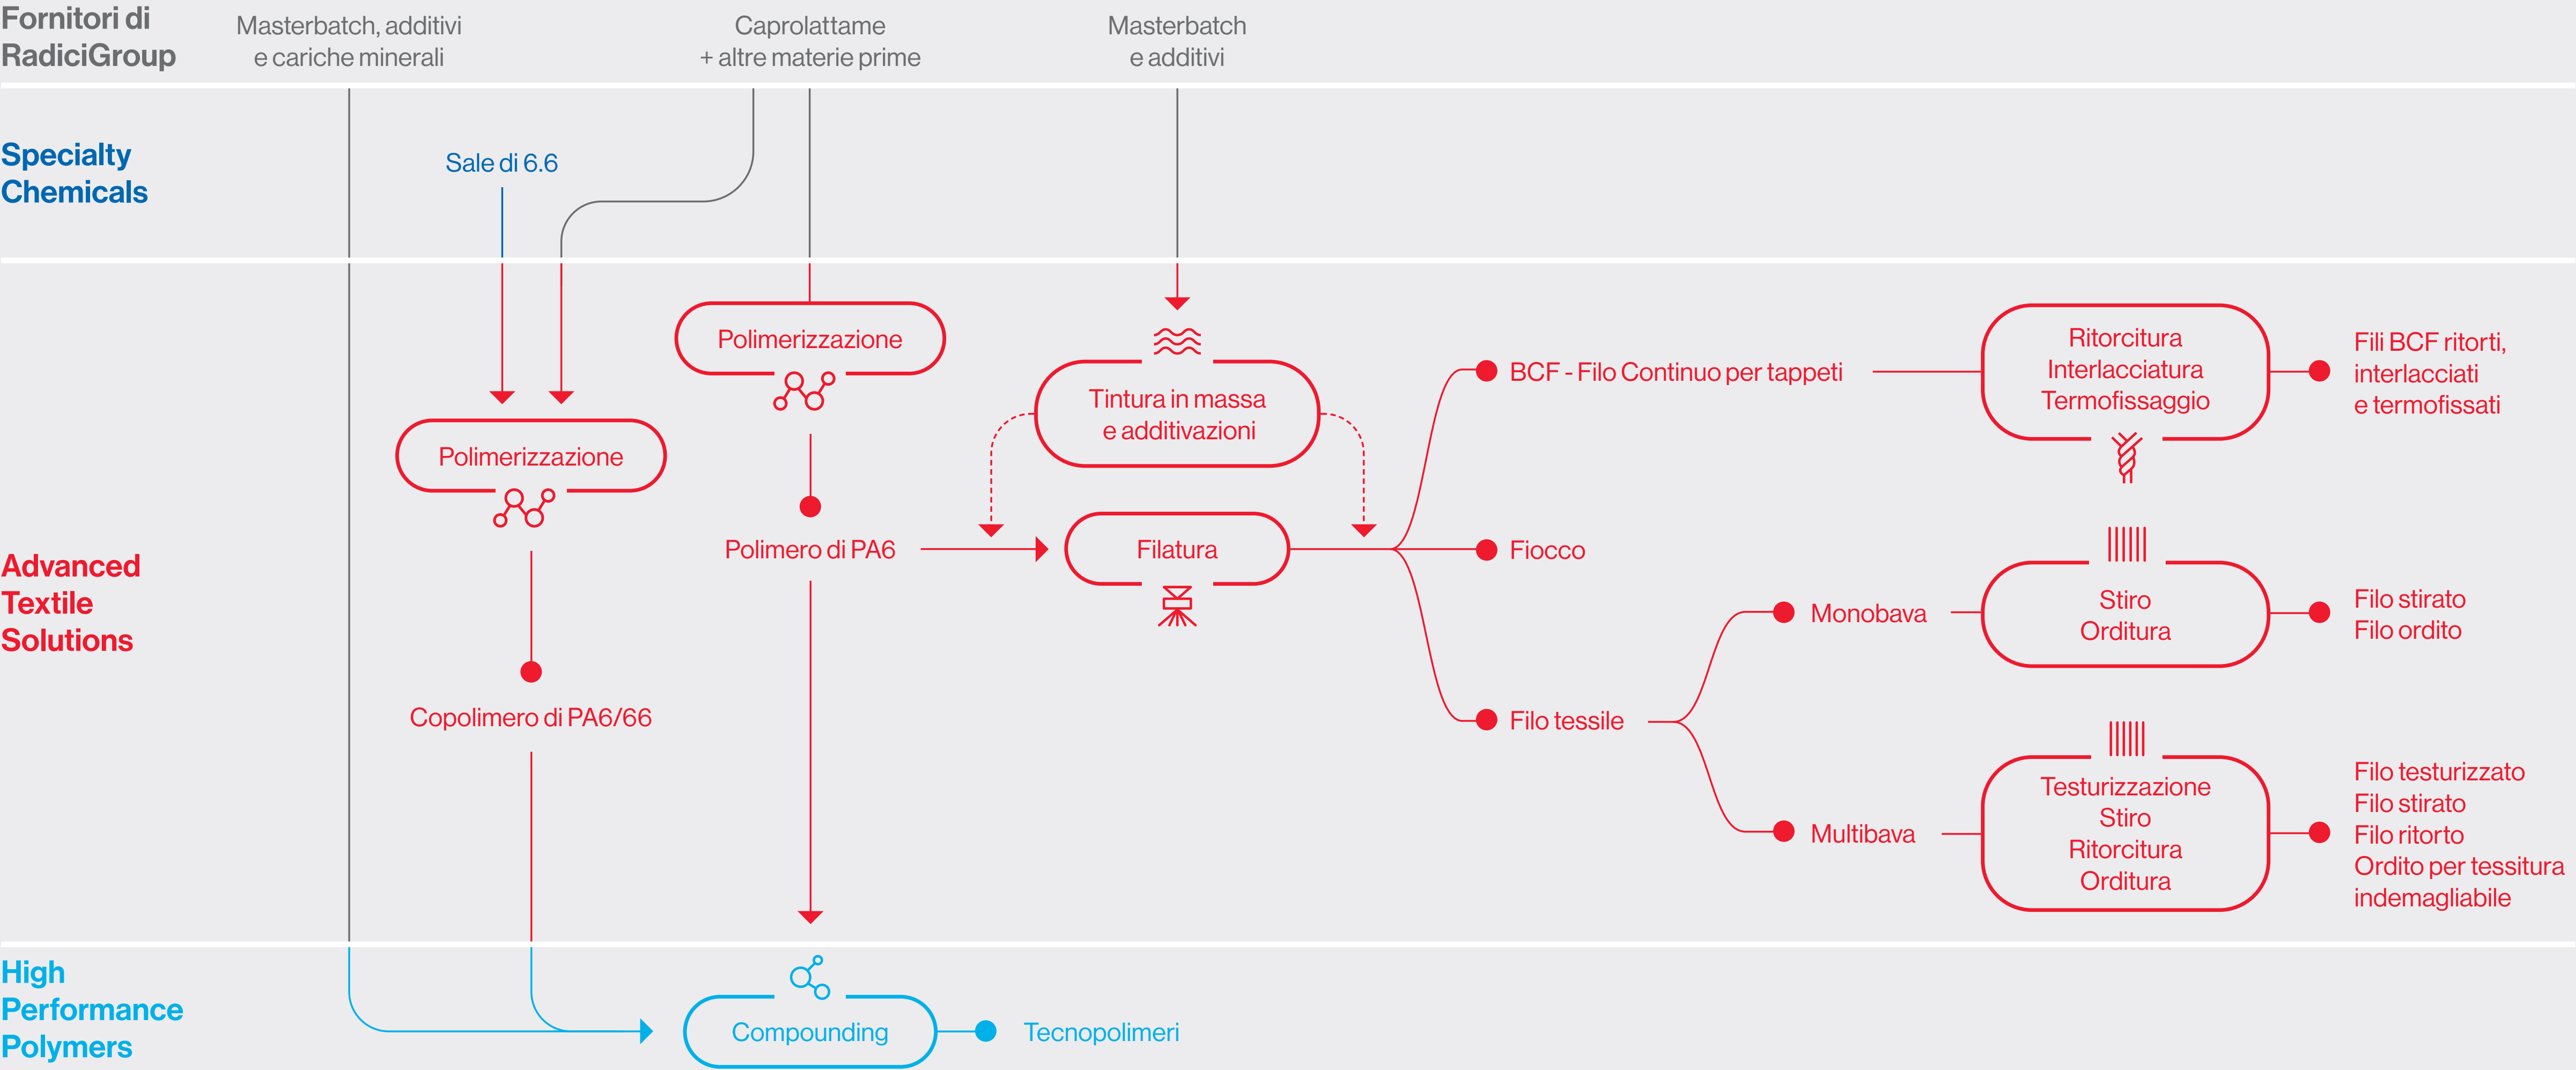 Fornitori di
RadiciGroup
Masterbatch, additivi
e cariche minerali
Caprolattame
+ altre materie prime
Masterbatch
e additivi
Specialty
Chemicals
Sale di 6.6
Advanced
Textile
Solutions
Polimerizzazione
Copolimero di PA6/66
Polimerizzazione
Polimero di PA6
Tintura in massa
e additivazioni
Filatura
BCF - Filo Continuo per tappeti
Ritorcitura
Interlacciatura
Termofissaggio
Fili BCF ritorti,
interlacciati
e termofissati
Fiocco
Filo tessile
Monobava
Stiro
Orditura
Filo stirato
Filo ordito
Multibava
Testurizzazione
Stiro
Ritorcitura
Orditura
Filo testurizzato
Filo stirato
Filo ritorto
Ordito per tessitura
indemagliabile
High
Performance
Polymers
Compounding
Tecnopolimeri